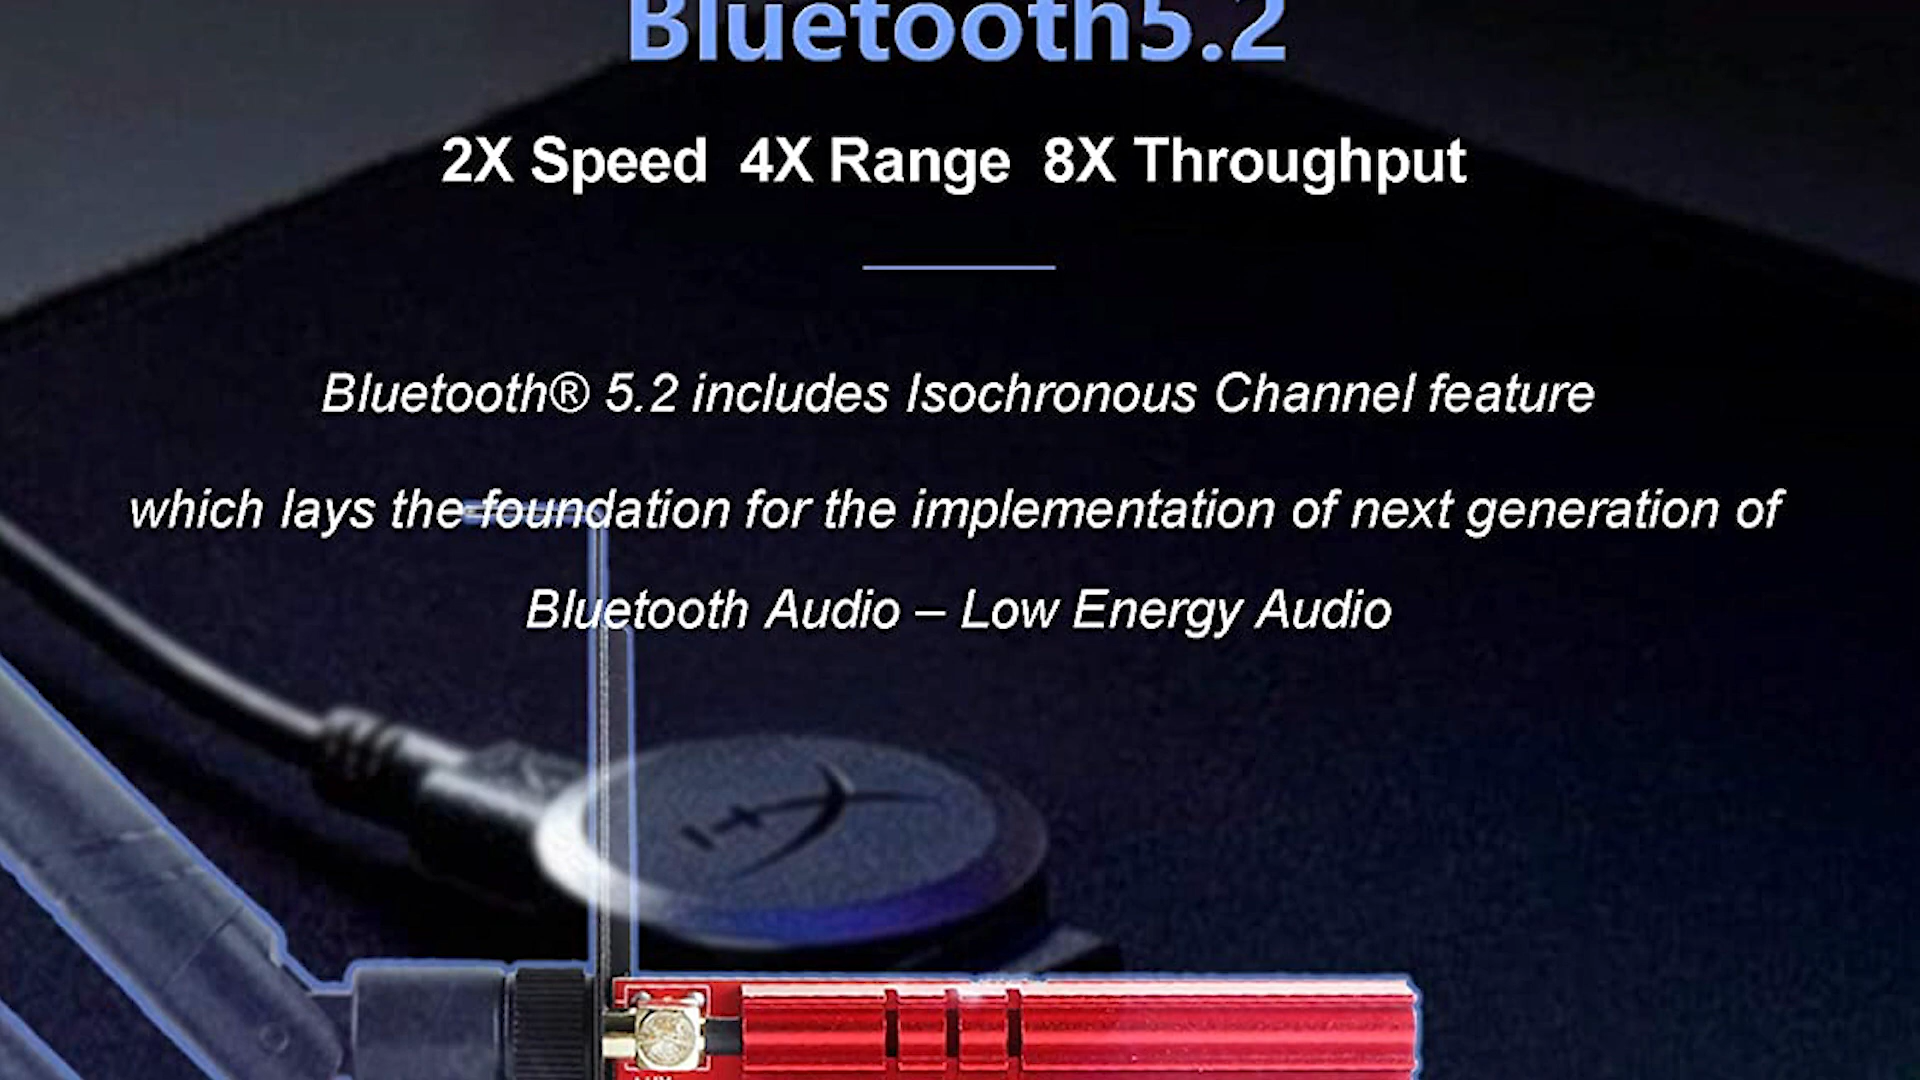 Bluetooth5.2
2X Speed 4X Range 8X Throughput
Bluetooth® 5.2 includes Isochronous Channel feature
which lays the foundation for the implementation of next generation of
Bluetooth Audio – Low Energy Audio